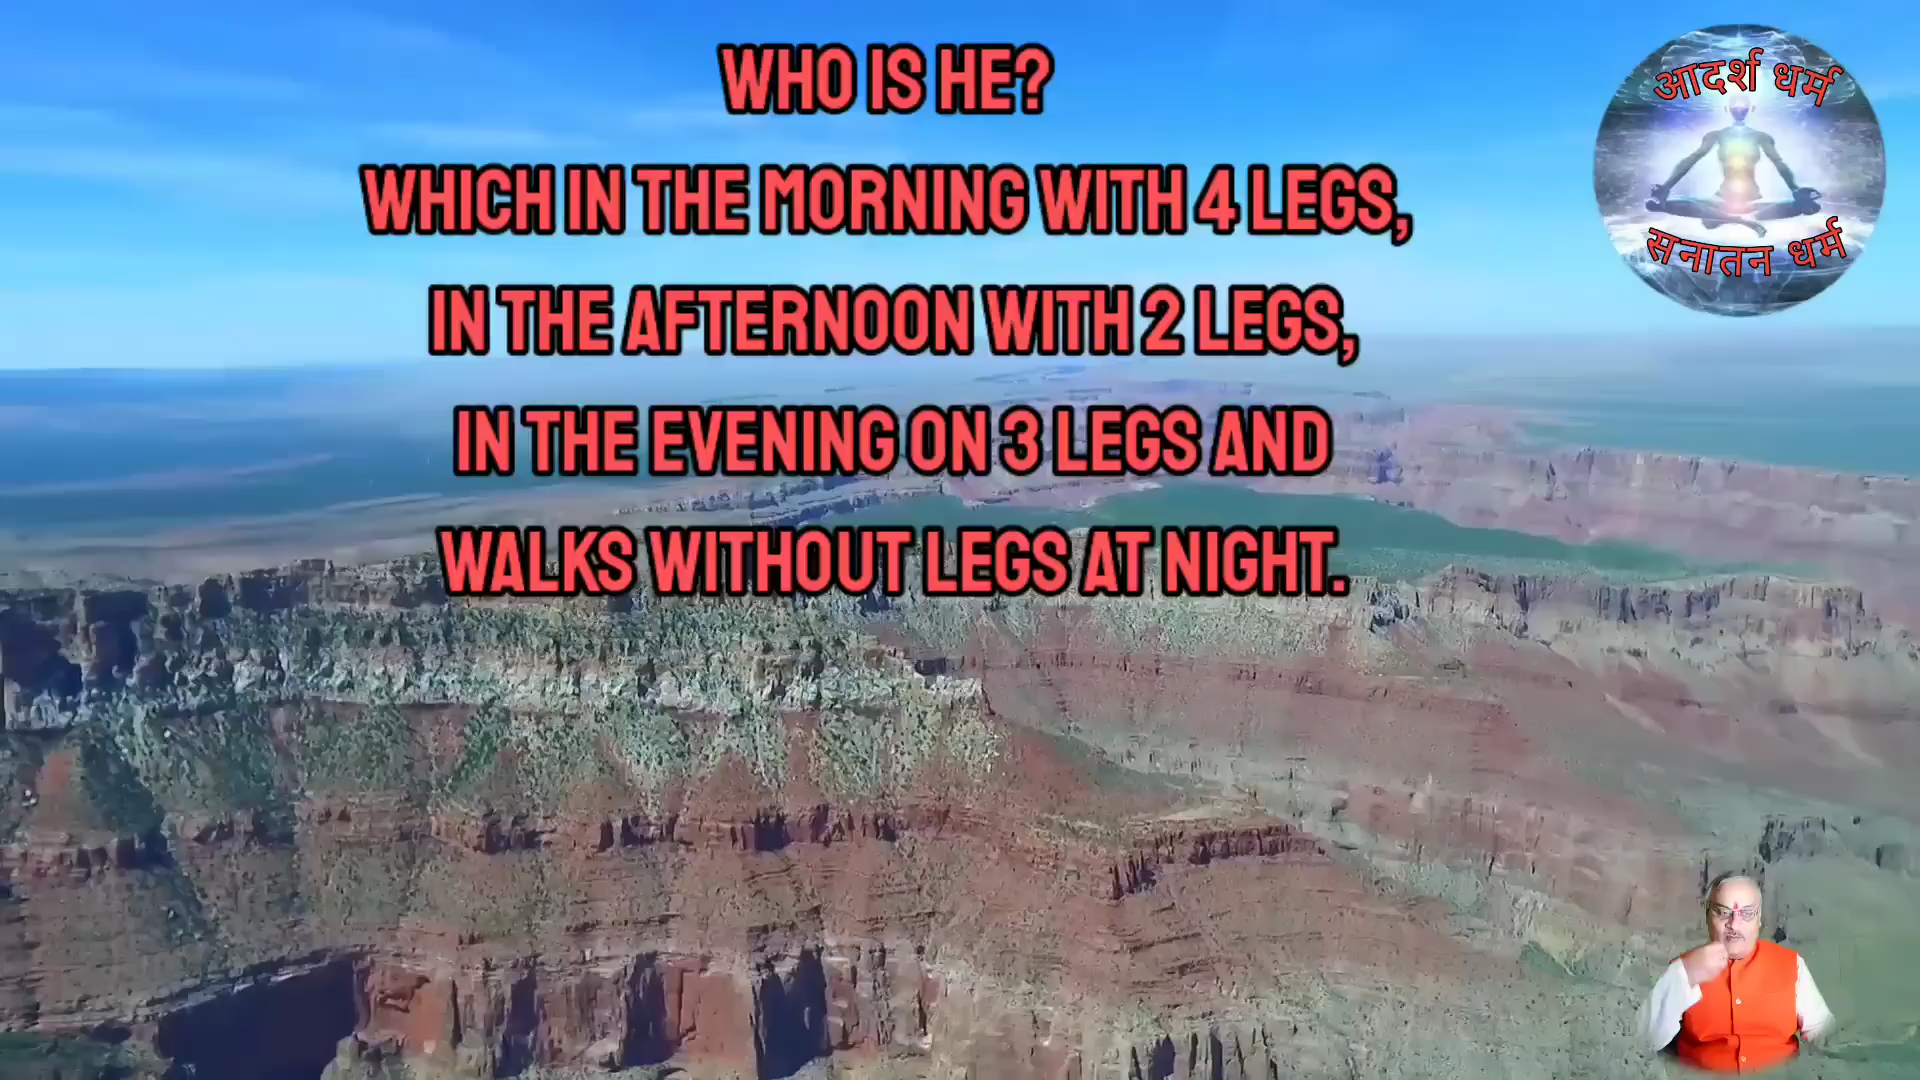 WHO IS HE?
WHICH IN THE MORNING WITH 4 LEGS,
IN THE AFTERNOON WITH 2 LEGS,
IN THE EVENING ON 3 LEGS AND
WALKS WITHOUT LEGS AT NIGHT.
आदर्श धर्म
सनातन धर्म